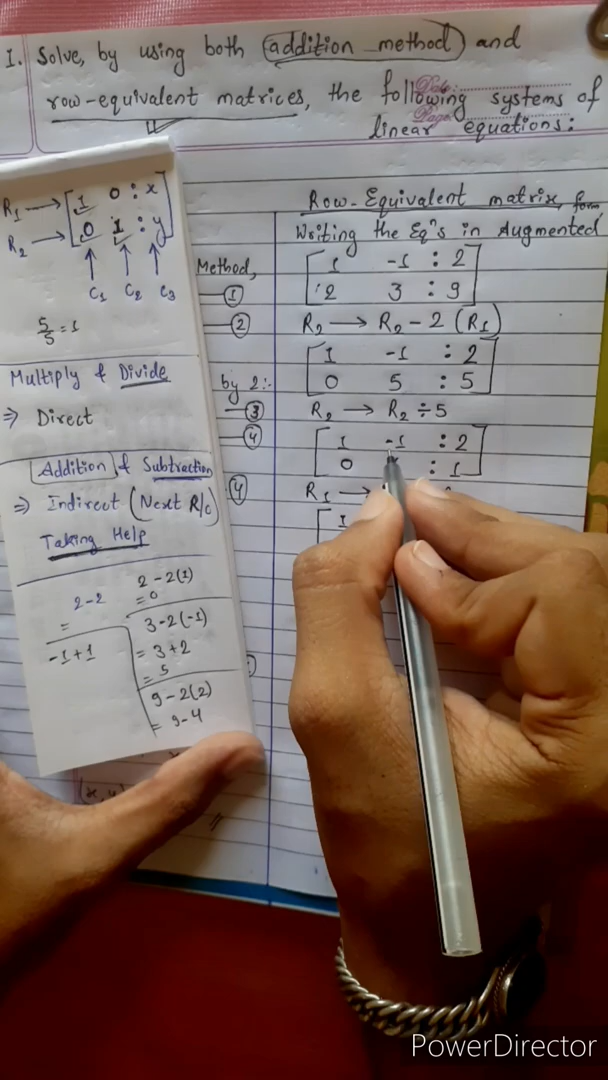 1. Solve, by using both addition method and
row-equivalent matrices, the following systems of
linear equations:
Date:
Page:
R1 → [ 1 0 : x ]
R2 → [ 0 1 : y ]
C1 C2 C3
5/5 = 1
Multiply & Divide
⇒ Direct
Addition & Subtraction
⇒ Indirect (Next R/c)
Taking Help
2 - 2(1)
2-2
= 0
=
-1+1
3-2(-1)
= 3+2
= 5
9-2(2)
= 9-4
Method,
①
②
by 2:-
③
④
④
Row-Equivalent matrix,
Writing the Eqⁿs in Augmented form
[ 1 -1 : 2 ]
[ 2 3 : 9 ]
R2 → R2 - 2 (R1)
[ 1 -1 : 2 ]
[ 0 5 : 5 ]
R2 → R2 ÷ 5
[ 1 -1 : 2 ]
[ 0 : 1 ]
R1 →
[ 1
PowerDirector